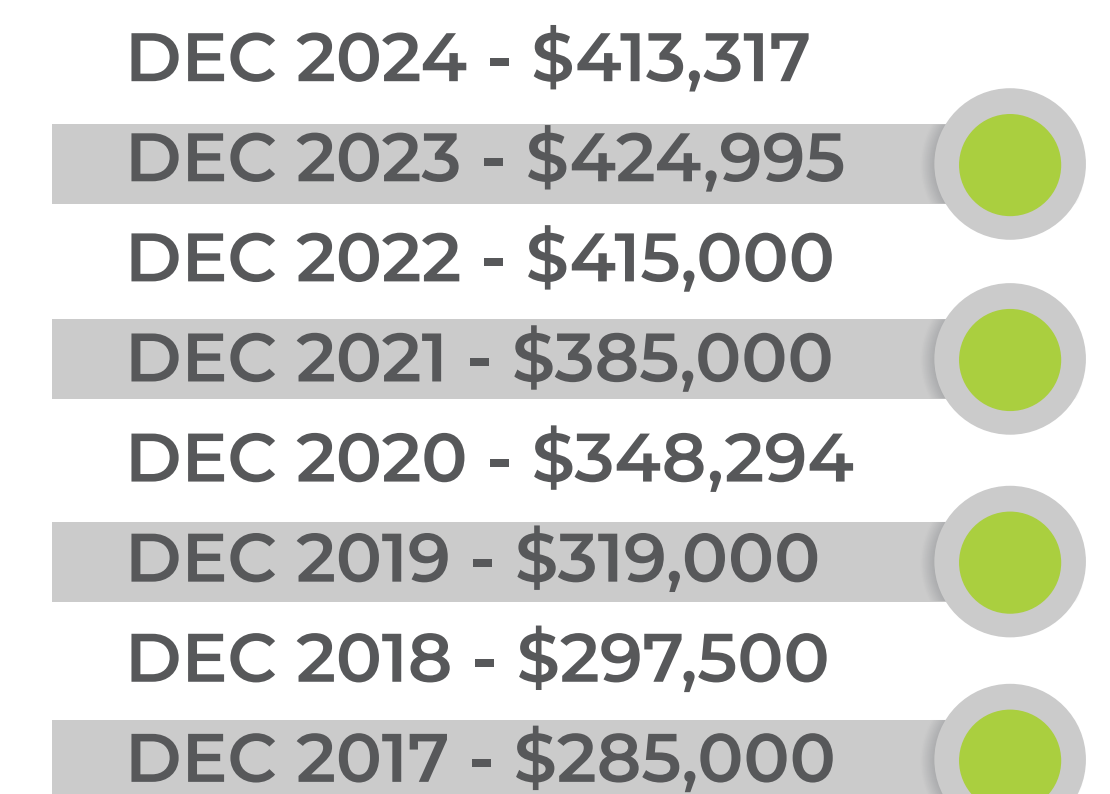 DEC 2024 - $413,317
DEC 2023 - $424,995
DEC 2022 - $415,000
DEC 2021 - $385,000
DEC 2020 - $348,294
DEC 2019 - $319,000
DEC 2018 - $297,500
DEC 2017 - $285,000